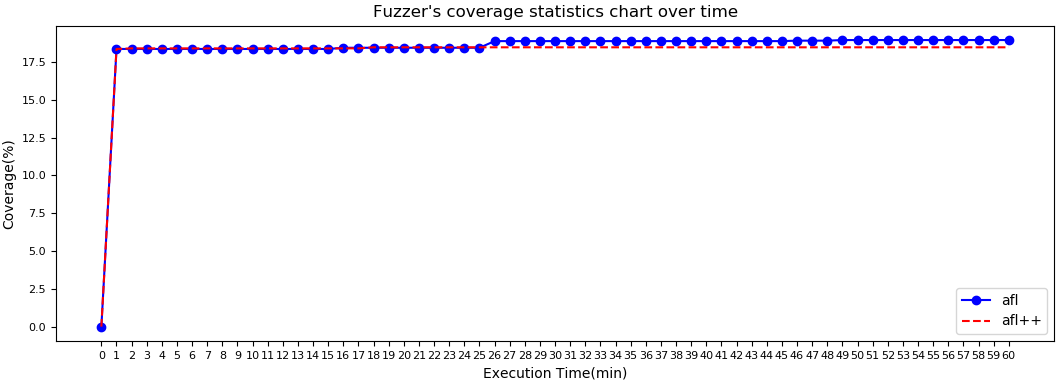 Fuzzer's coverage statistics chart over time
17.5
15.0
12.5
10.0
7.5
5.0
2.5
0.0
Coverage(%)
afl
afl++
0 1 2 3 4 5 6 7 8 9 10 11 12 13 14 15 16 17 18 19 20 21 22 23 24 25 26 27 28 29 30 31 32 33 34 35 36 37 38 39 40 41 42 43 44 45 46 47 48 49 50 51 52 53 54 55 56 57 58 59 60
Execution Time(min)